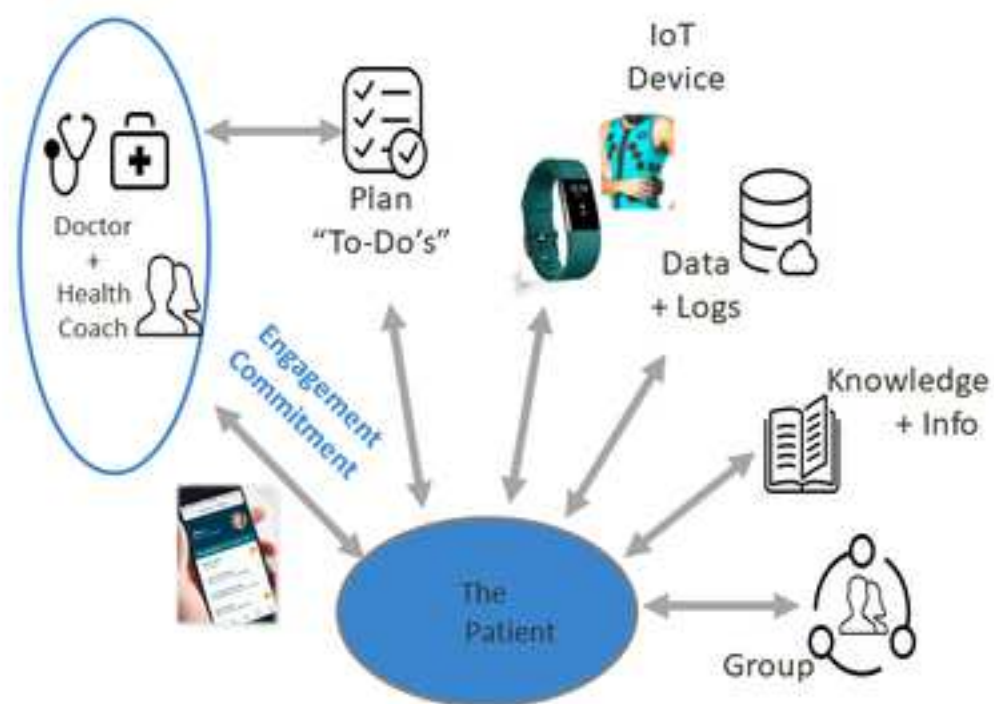 IoT
Device
Plan
“To-Do’s”
Doctor
+
Health
Coach
Data
+ Logs
Engagement
Commitment
Knowledge
+ Info
The
Patient
Group